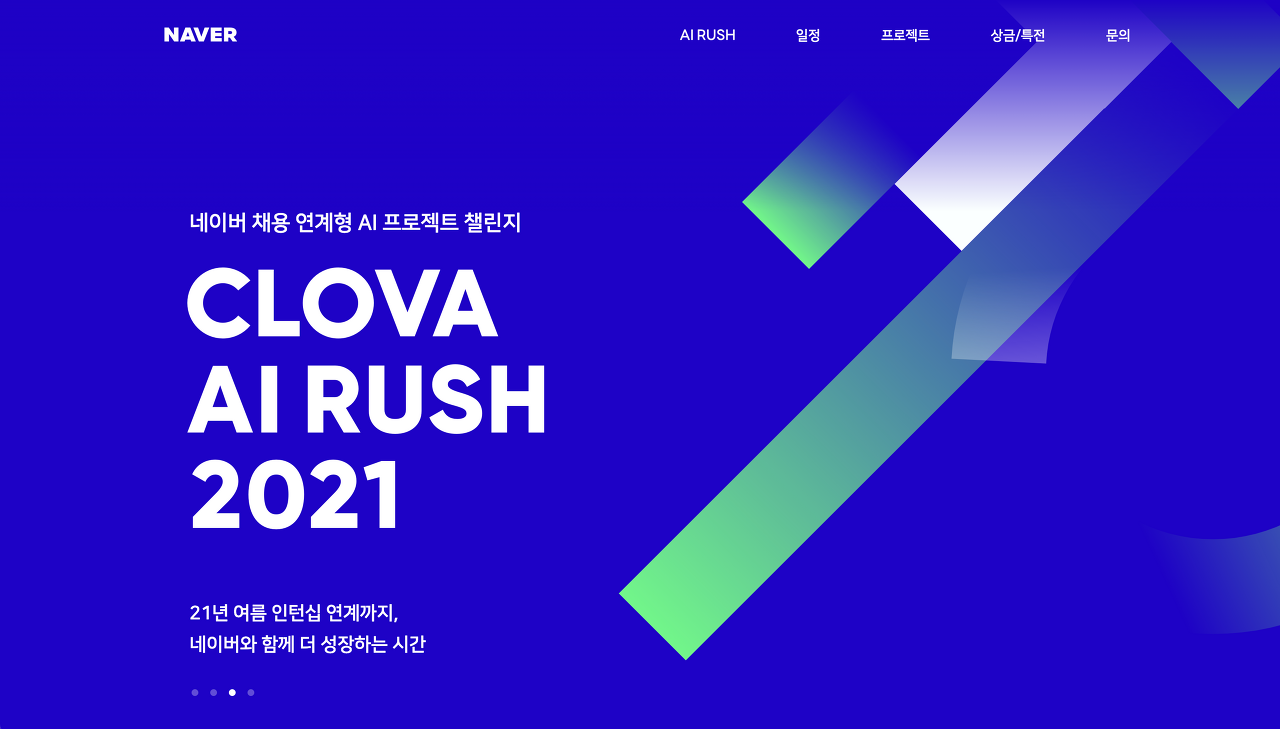 NAVER
AI RUSH
일정
프로젝트
상금/특전
문의
네이버 채용 연계형 AI 프로젝트 챌린지
CLOVA
AI RUSH
2021
21년 여름 인턴십 연계까지,
네이버와 함께 더 성장하는 시간